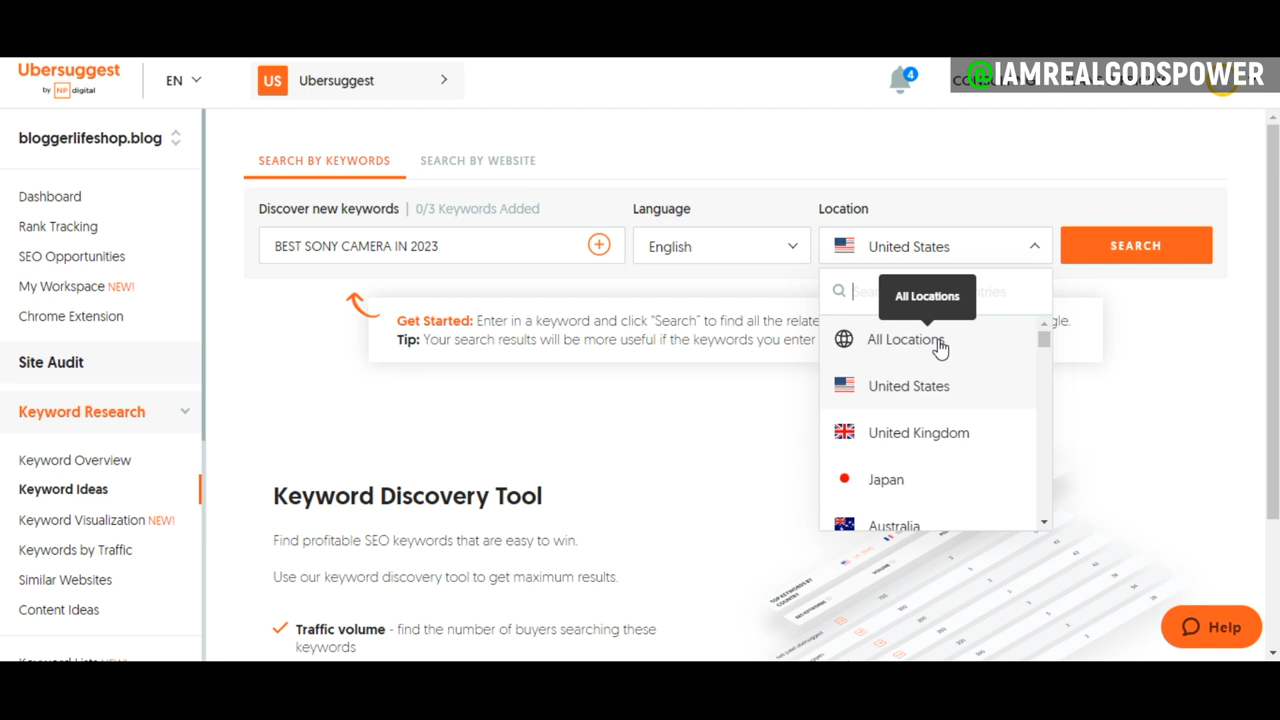 Ubersuggest
by NP digital
EN
US Ubersuggest
4
@IAMREALGODSPOWER
bloggerlifeshop.blog
Dashboard
Rank Tracking
SEO Opportunities
My Workspace NEW!
Chrome Extension
Site Audit
Keyword Research
Keyword Overview
Keyword Ideas
Keyword Visualization NEW!
Keywords by Traffic
Similar Websites
Content Ideas
SEARCH BY KEYWORDS
SEARCH BY WEBSITE
Discover new keywords | 0/3 Keywords Added
Language
Location
BEST SONY CAMERA IN 2023
English
United States
SEARCH
All Locations
All Locations
United States
United Kingdom
Japan
Australia
Get Started: Enter in a keyword and click "Search" to find all the rela
Tip: Your search results will be more useful if the keywords you enter
Keyword Discovery Tool
Find profitable SEO keywords that are easy to win.
Use our keyword discovery tool to get maximum results.
Traffic volume - find the number of buyers searching these
keywords
Help